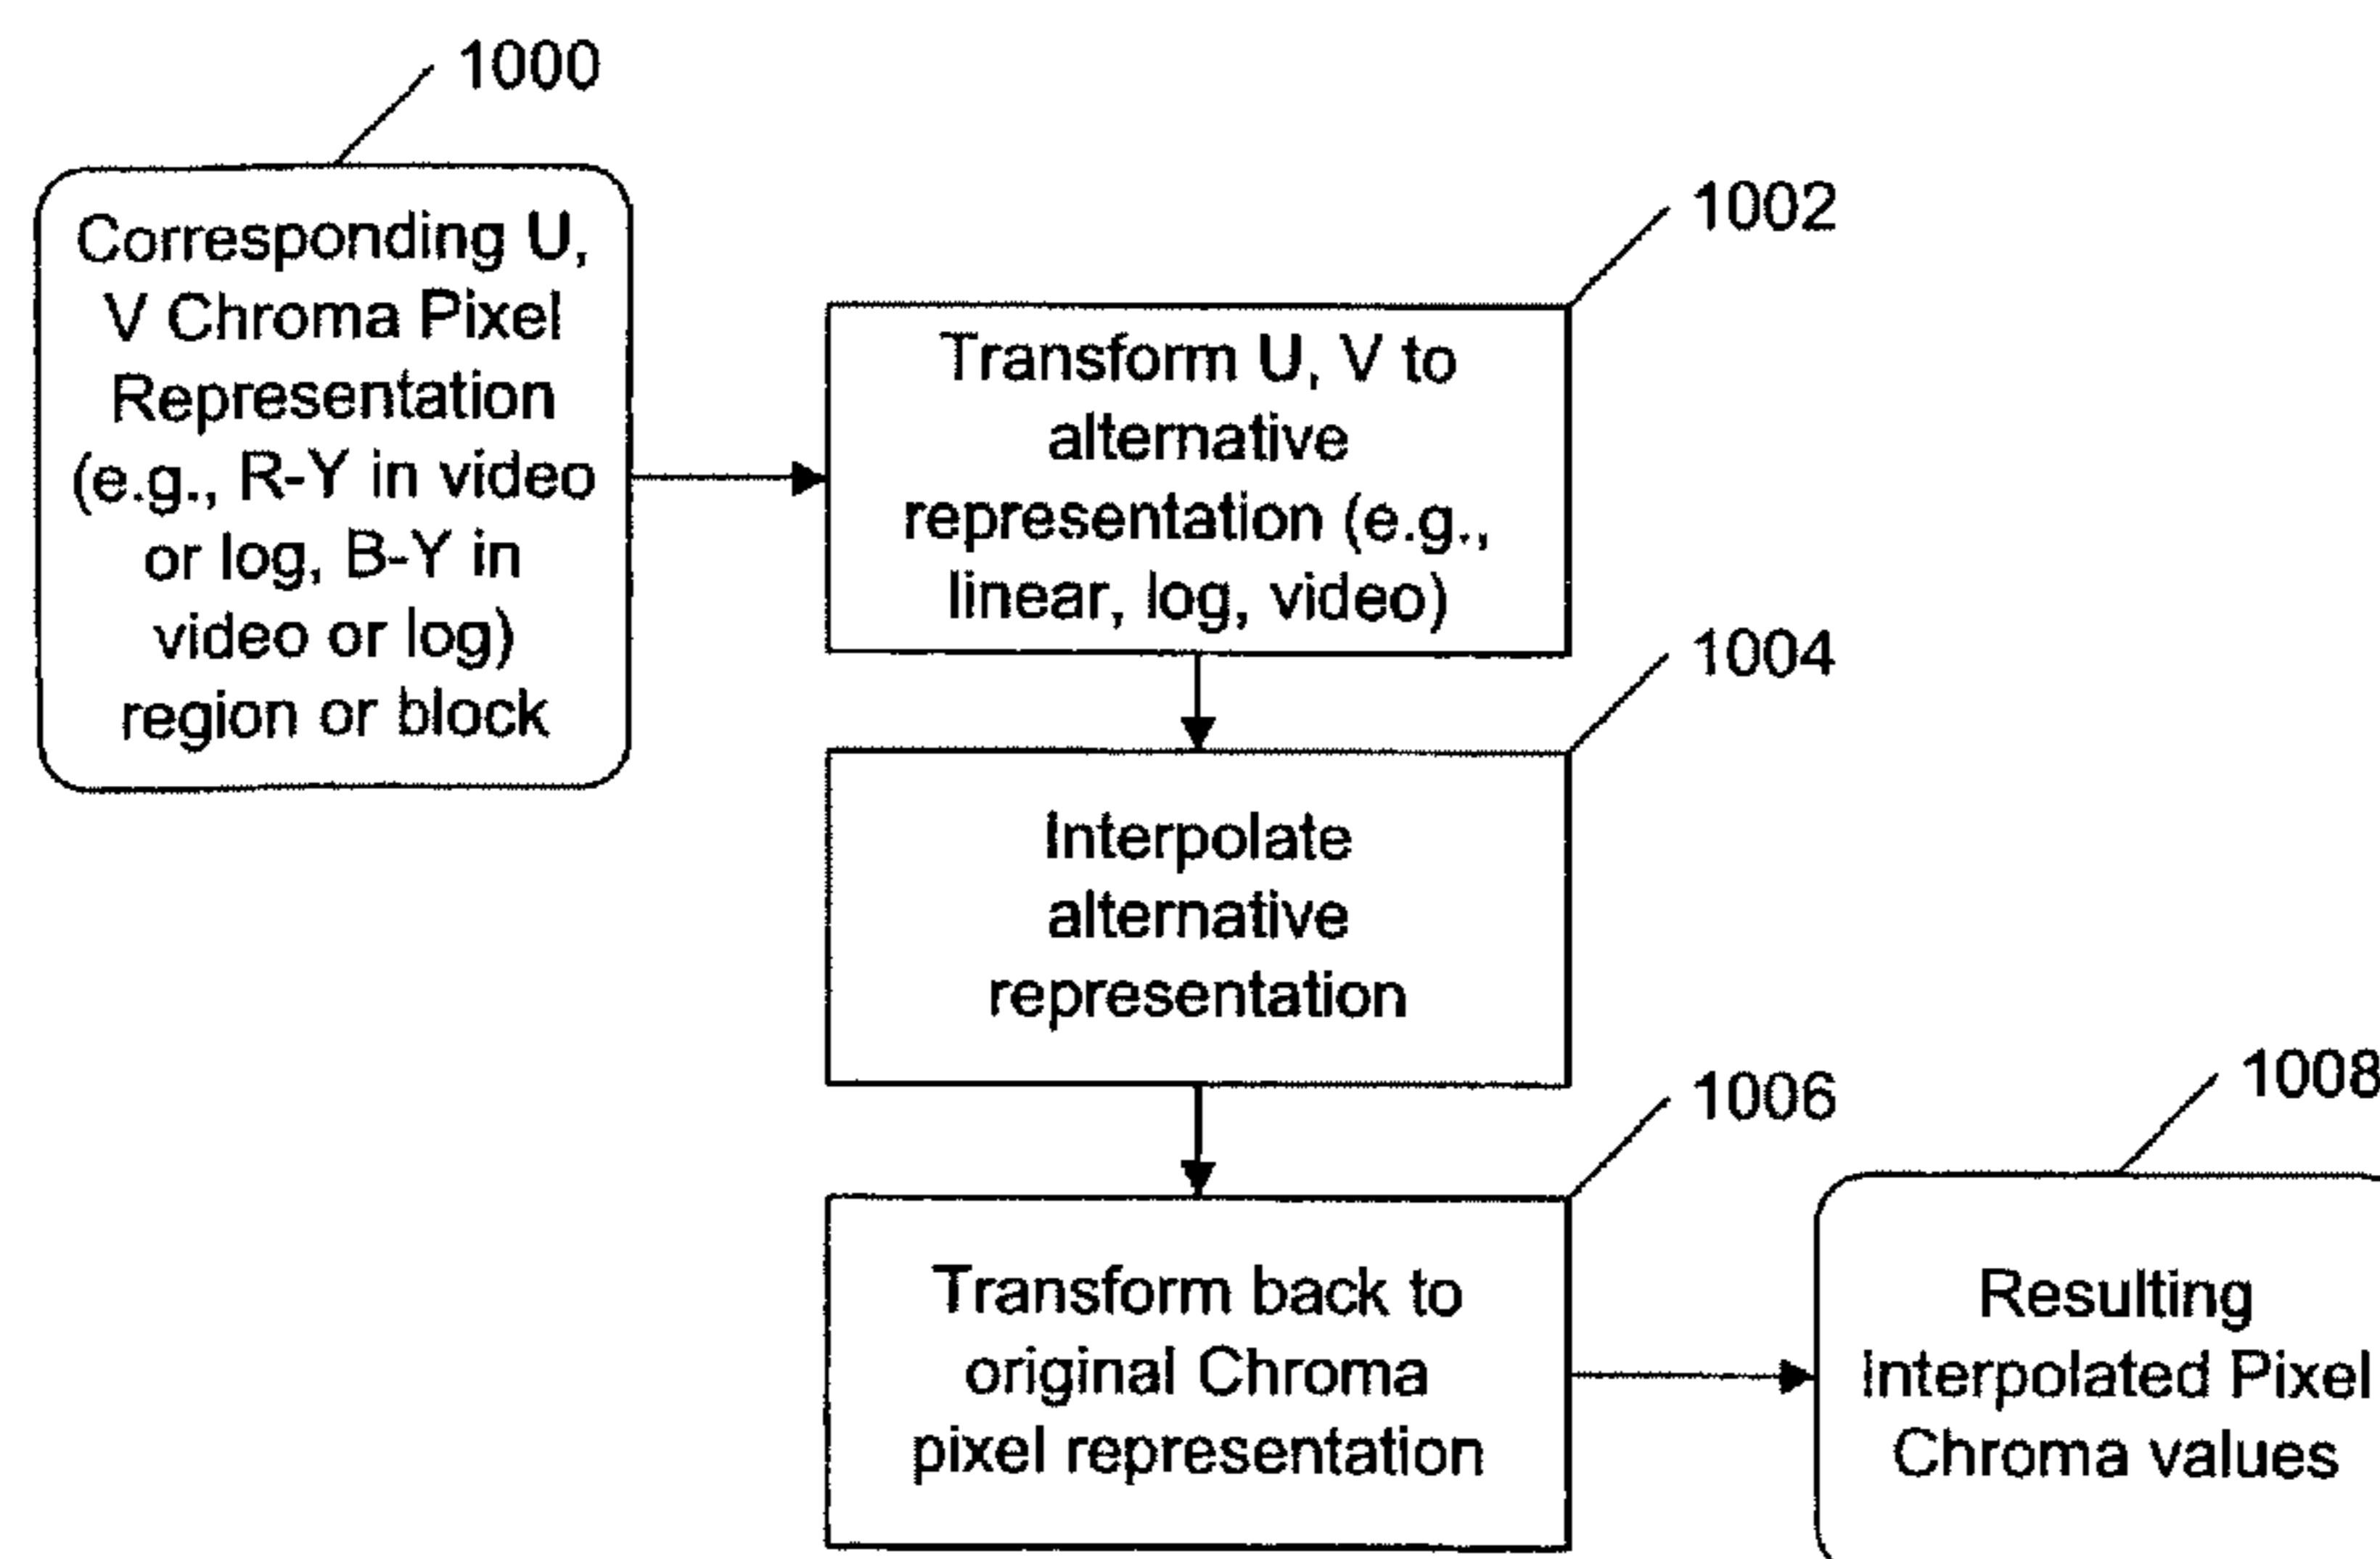 1000
Corresponding U,
V Chroma Pixel
Representation
(e.g., R-Y in video
or log, B-Y in
video or log)
region or block
1002
Transform U, V to
alternative
representation (e.g.,
linear, log, video)
1004
Interpolate
alternative
representation
1006
Transform back to
original Chroma
pixel representation
1008
Resulting
Interpolated Pixel
Chroma values